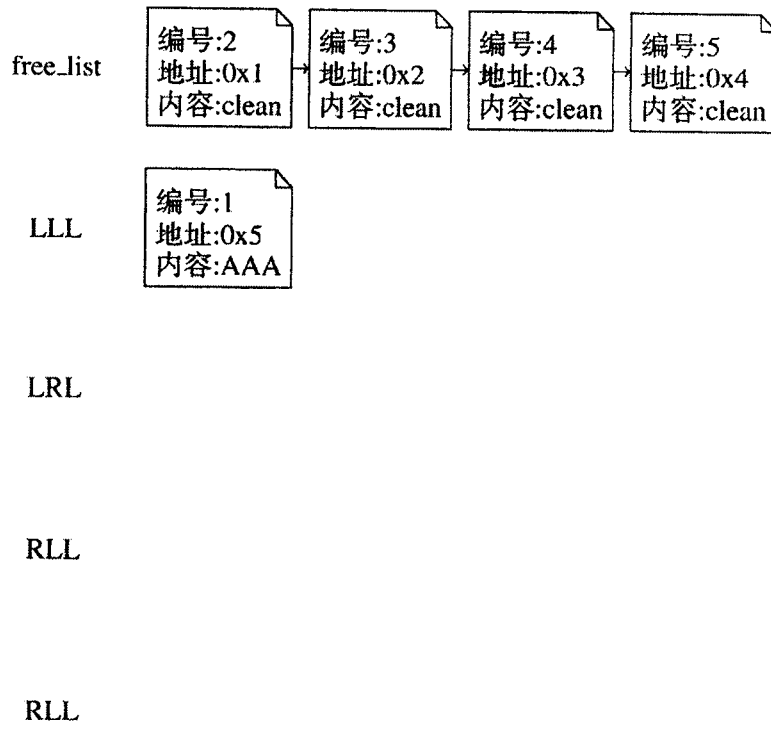 free_list
编号:2
地址:0x1
内容:clean
编号:3
地址:0x2
内容:clean
编号:4
地址:0x3
内容:clean
编号:5
地址:0x4
内容:clean
LLL
编号:1
地址:0x5
内容:AAA
LRL
RLL
RLL